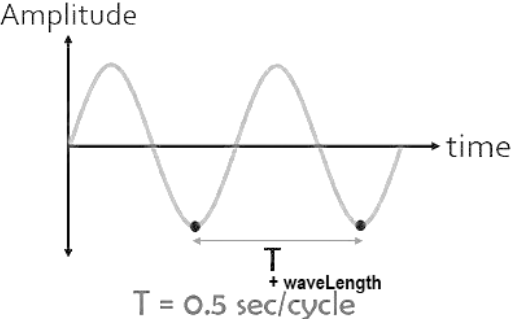 Amplitude
time
T
+ waveLength
T = 0.5 sec/cycle